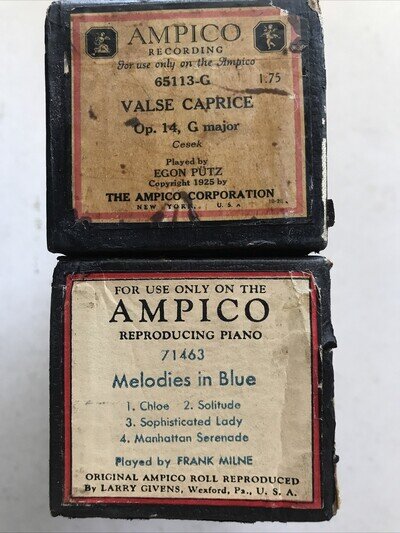 AMPICO
RECORDING
For use only on the Ampico
65113-G 1.75
VALSE CAPRICE
Op. 14, G major
Cesek
Played by
EGON PÜTZ
Copyright 1925 by
THE AMPICO CORPORATION
NEW YORK, U. S. A
FOR USE ONLY ON THE
AMPICO
REPRODUCING PIANO
71463
Melodies in Blue
1. Chloe 2. Solitude
3. Sophisticated Lady
4. Manhattan Serenade
Played by FRANK MILNE
ORIGINAL AMPICO ROLL REPRODUCED
By LARRY GIVENS, Wexford, Pa., U. S. A.